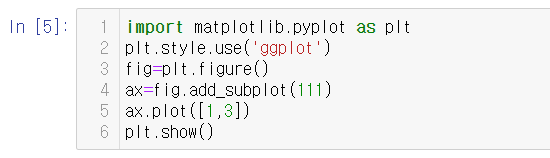 In [5]:
1 import matplotlib.pyplot as plt
2 plt.style.use('ggplot')
3 fig=plt.figure()
4 ax=fig.add_subplot(111)
5 ax.plot([1,3])
6 plt.show()